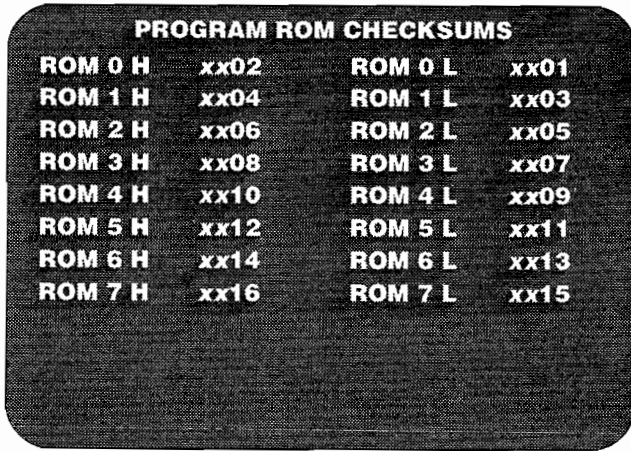 PROGRAM ROM CHECKSUMS
ROM 0 H xx02 ROM 0 L xx01
ROM 1 H xx04 ROM 1 L xx03
ROM 2 H xx06 ROM 2 L xx05
ROM 3 H xx08 ROM 3 L xx07
ROM 4 H xx10 ROM 4 L xx09
ROM 5 H xx12 ROM 5 L xx11
ROM 6 H xx14 ROM 6 L xx13
ROM 7 H xx16 ROM 7 L xx15